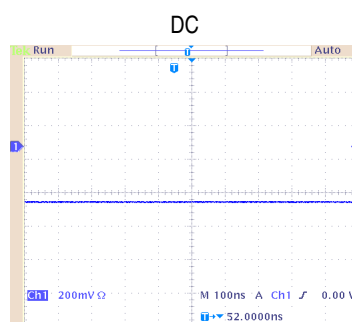 DC
Run Auto
T
T
1
Ch1 200mV Ω M 100ns A Ch1 0.00 V
T 52.0000ns